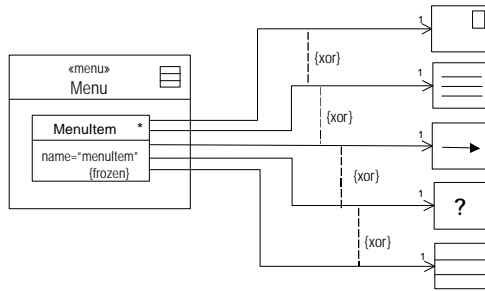 «menu»
Menu
MenuItem *
name="menuItem"
{frozen}
1
{xor}
1
{xor}
1
{xor}
1
?
{xor}
1